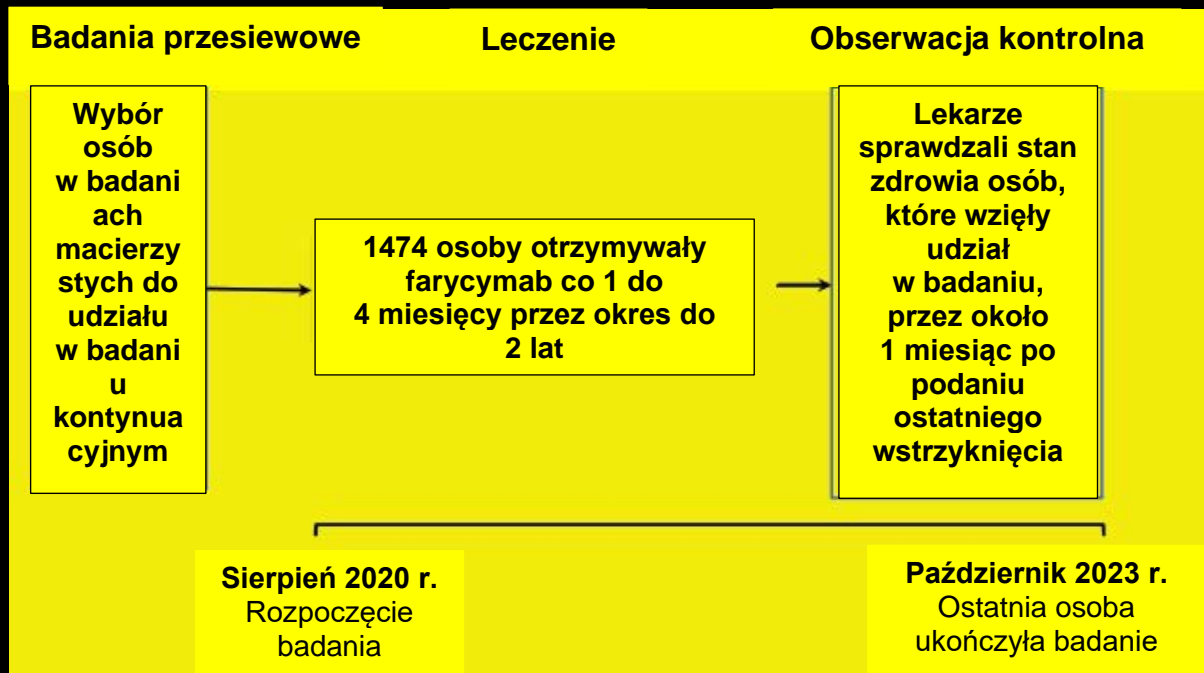 Badania przesiewowe
Leczenie
Obserwacja kontrolna
Wybór
osób
w badani
ach
macierzy
stych do
udziału
w badani
u
kontynua
cyjnym
1474 osoby otrzymywały
farycymab co 1 do
4 miesięcy przez okres do
2 lat
Lekarze
sprawdzali stan
zdrowia osób,
które wzięły
udział
w badaniu,
przez około
1 miesiąc po
podaniu
ostatniego
wstrzyknięcia
Sierpień 2020 r.
Rozpoczęcie
badania
Październik 2023 r.
Ostatnia osoba
ukończyła badanie